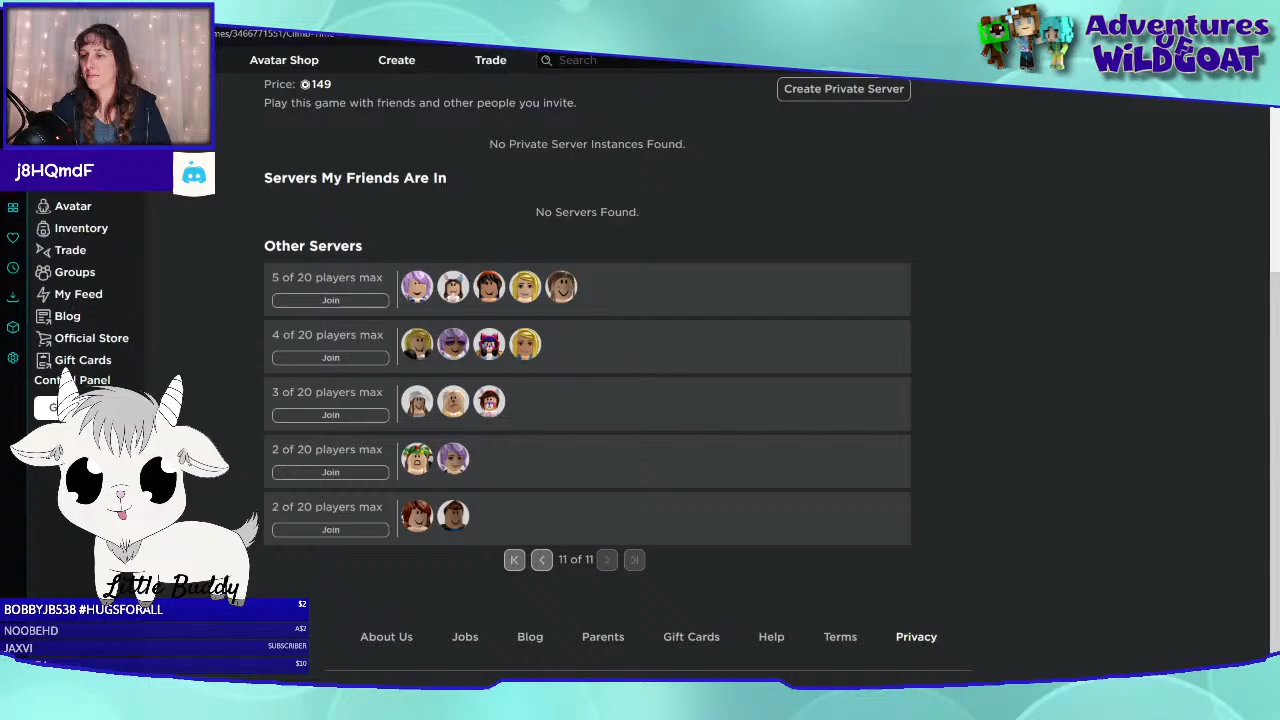 Adventures
OF
WILDGOAT
Avatar Shop
Create
Trade
Search
Price: 149
Create Private Server
Play this game with friends and other people you invite.
No Private Server Instances Found.
j8HQmdF
Servers My Friends Are In
No Servers Found.
Avatar
Inventory
Trade
Groups
My Feed
Blog
Official Store
Gift Cards
Other Servers
5 of 20 players max
Join
4 of 20 players max
Join
3 of 20 players max
Join
2 of 20 players max
Join
2 of 20 players max
Join
11 of 11
Little Buddy
BOBBYJB538 #HUGSFORALL $2
NOOBEHD A$2
JAXVI SUBSCRIBER
$10
About Us
Jobs
Blog
Parents
Gift Cards
Help
Terms
Privacy